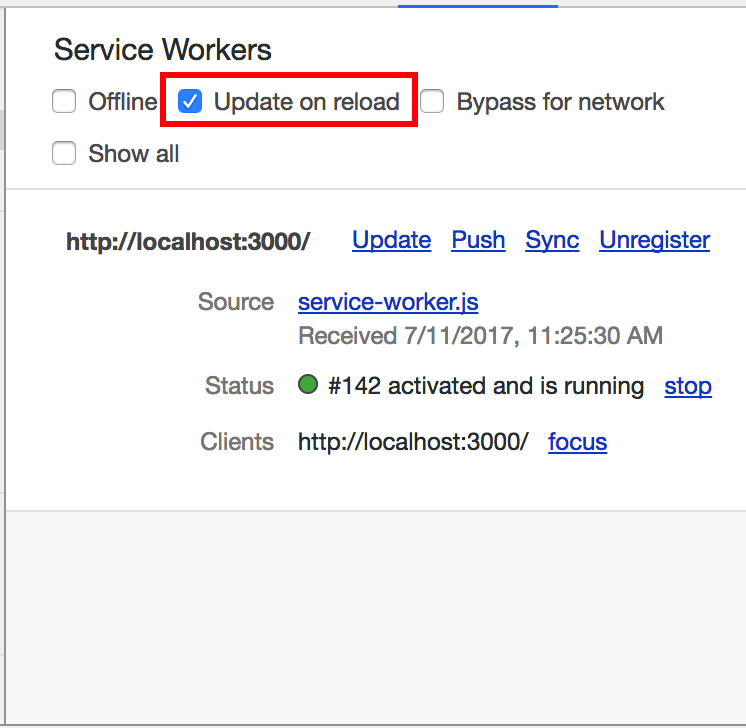 Service Workers
Offline Update on reload Bypass for network
Show all
http://localhost:3000/ Update Push Sync Unregister
Source service-worker.js
Received 7/11/2017, 11:25:30 AM
Status #142 activated and is running stop
Clients http://localhost:3000/ focus